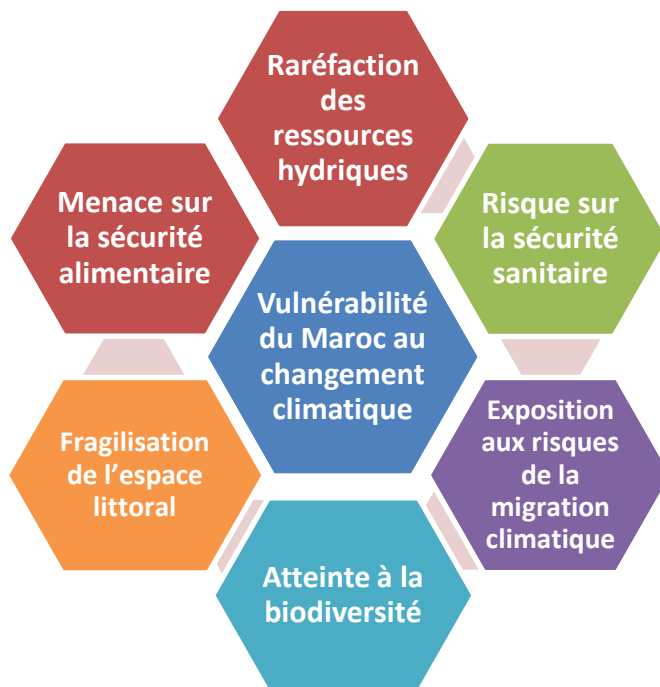 Raréfaction
des
ressources
hydriques
Menace sur
la sécurité
alimentaire
Risque sur
la sécurité
sanitaire
Vulnérabilité
du Maroc au
changement
climatique
Fragilisation
de l’espace
littoral
Exposition
aux risques
de la
migration
climatique
Atteinte à la
biodiversité